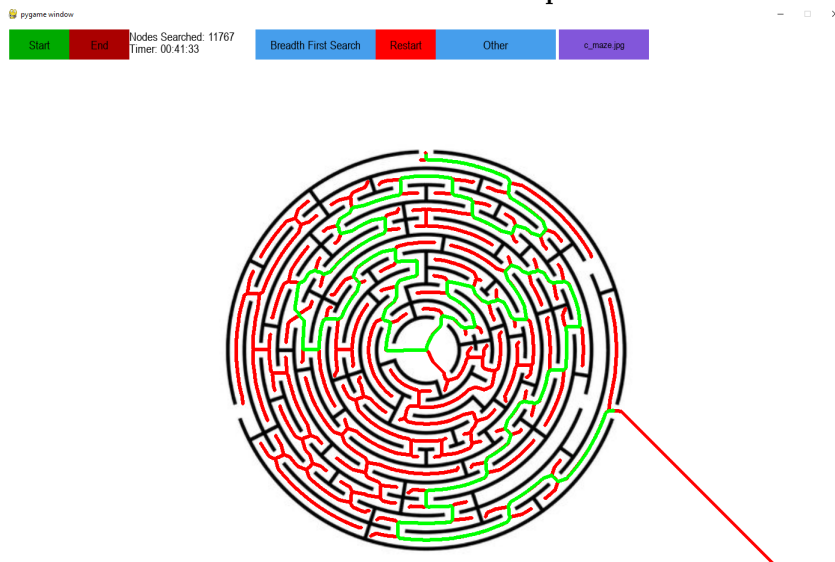 pygame window
Start
End
Nodes Searched: 11767
Timer: 00:41:33
Breadth First Search
Restart
Other
c_maze.jpg